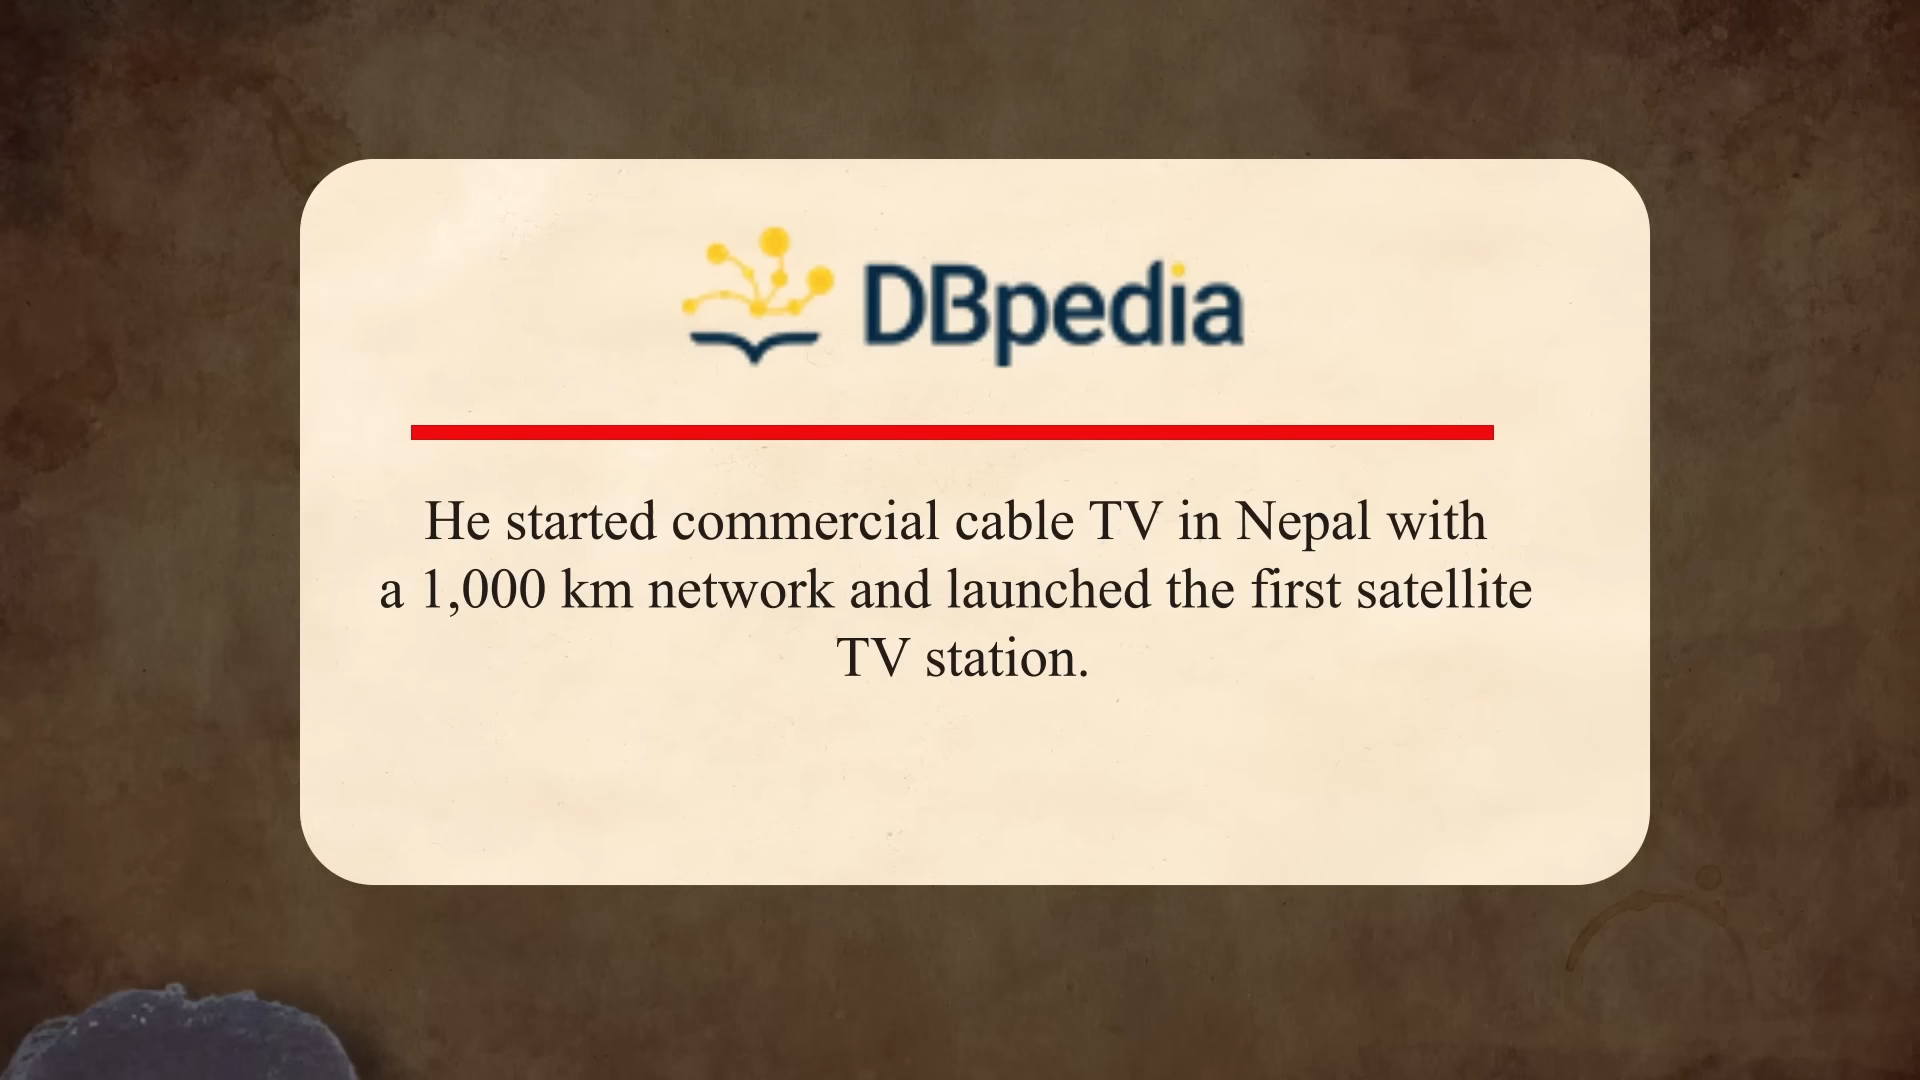 DBpedia
He started commercial cable TV in Nepal with
a 1,000 km network and launched the first satellite
TV station.